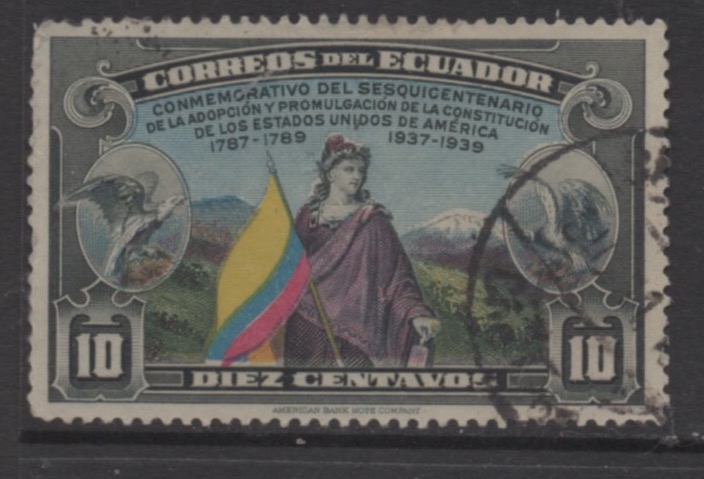 CORREOS DEL ECUADOR
CONMEMORATIVO DEL SESQUICENTENARIO
DE LA ADOPCIÓN Y PROMULGACIÓN DE LA CONSTITUCIÓN
DE LOS ESTADOS UNIDOS DE AMÉRICA
1787-1789 1937-1939
10 DIEZ CENTAVOS 10
AMERICAN BANK NOTE COMPANY